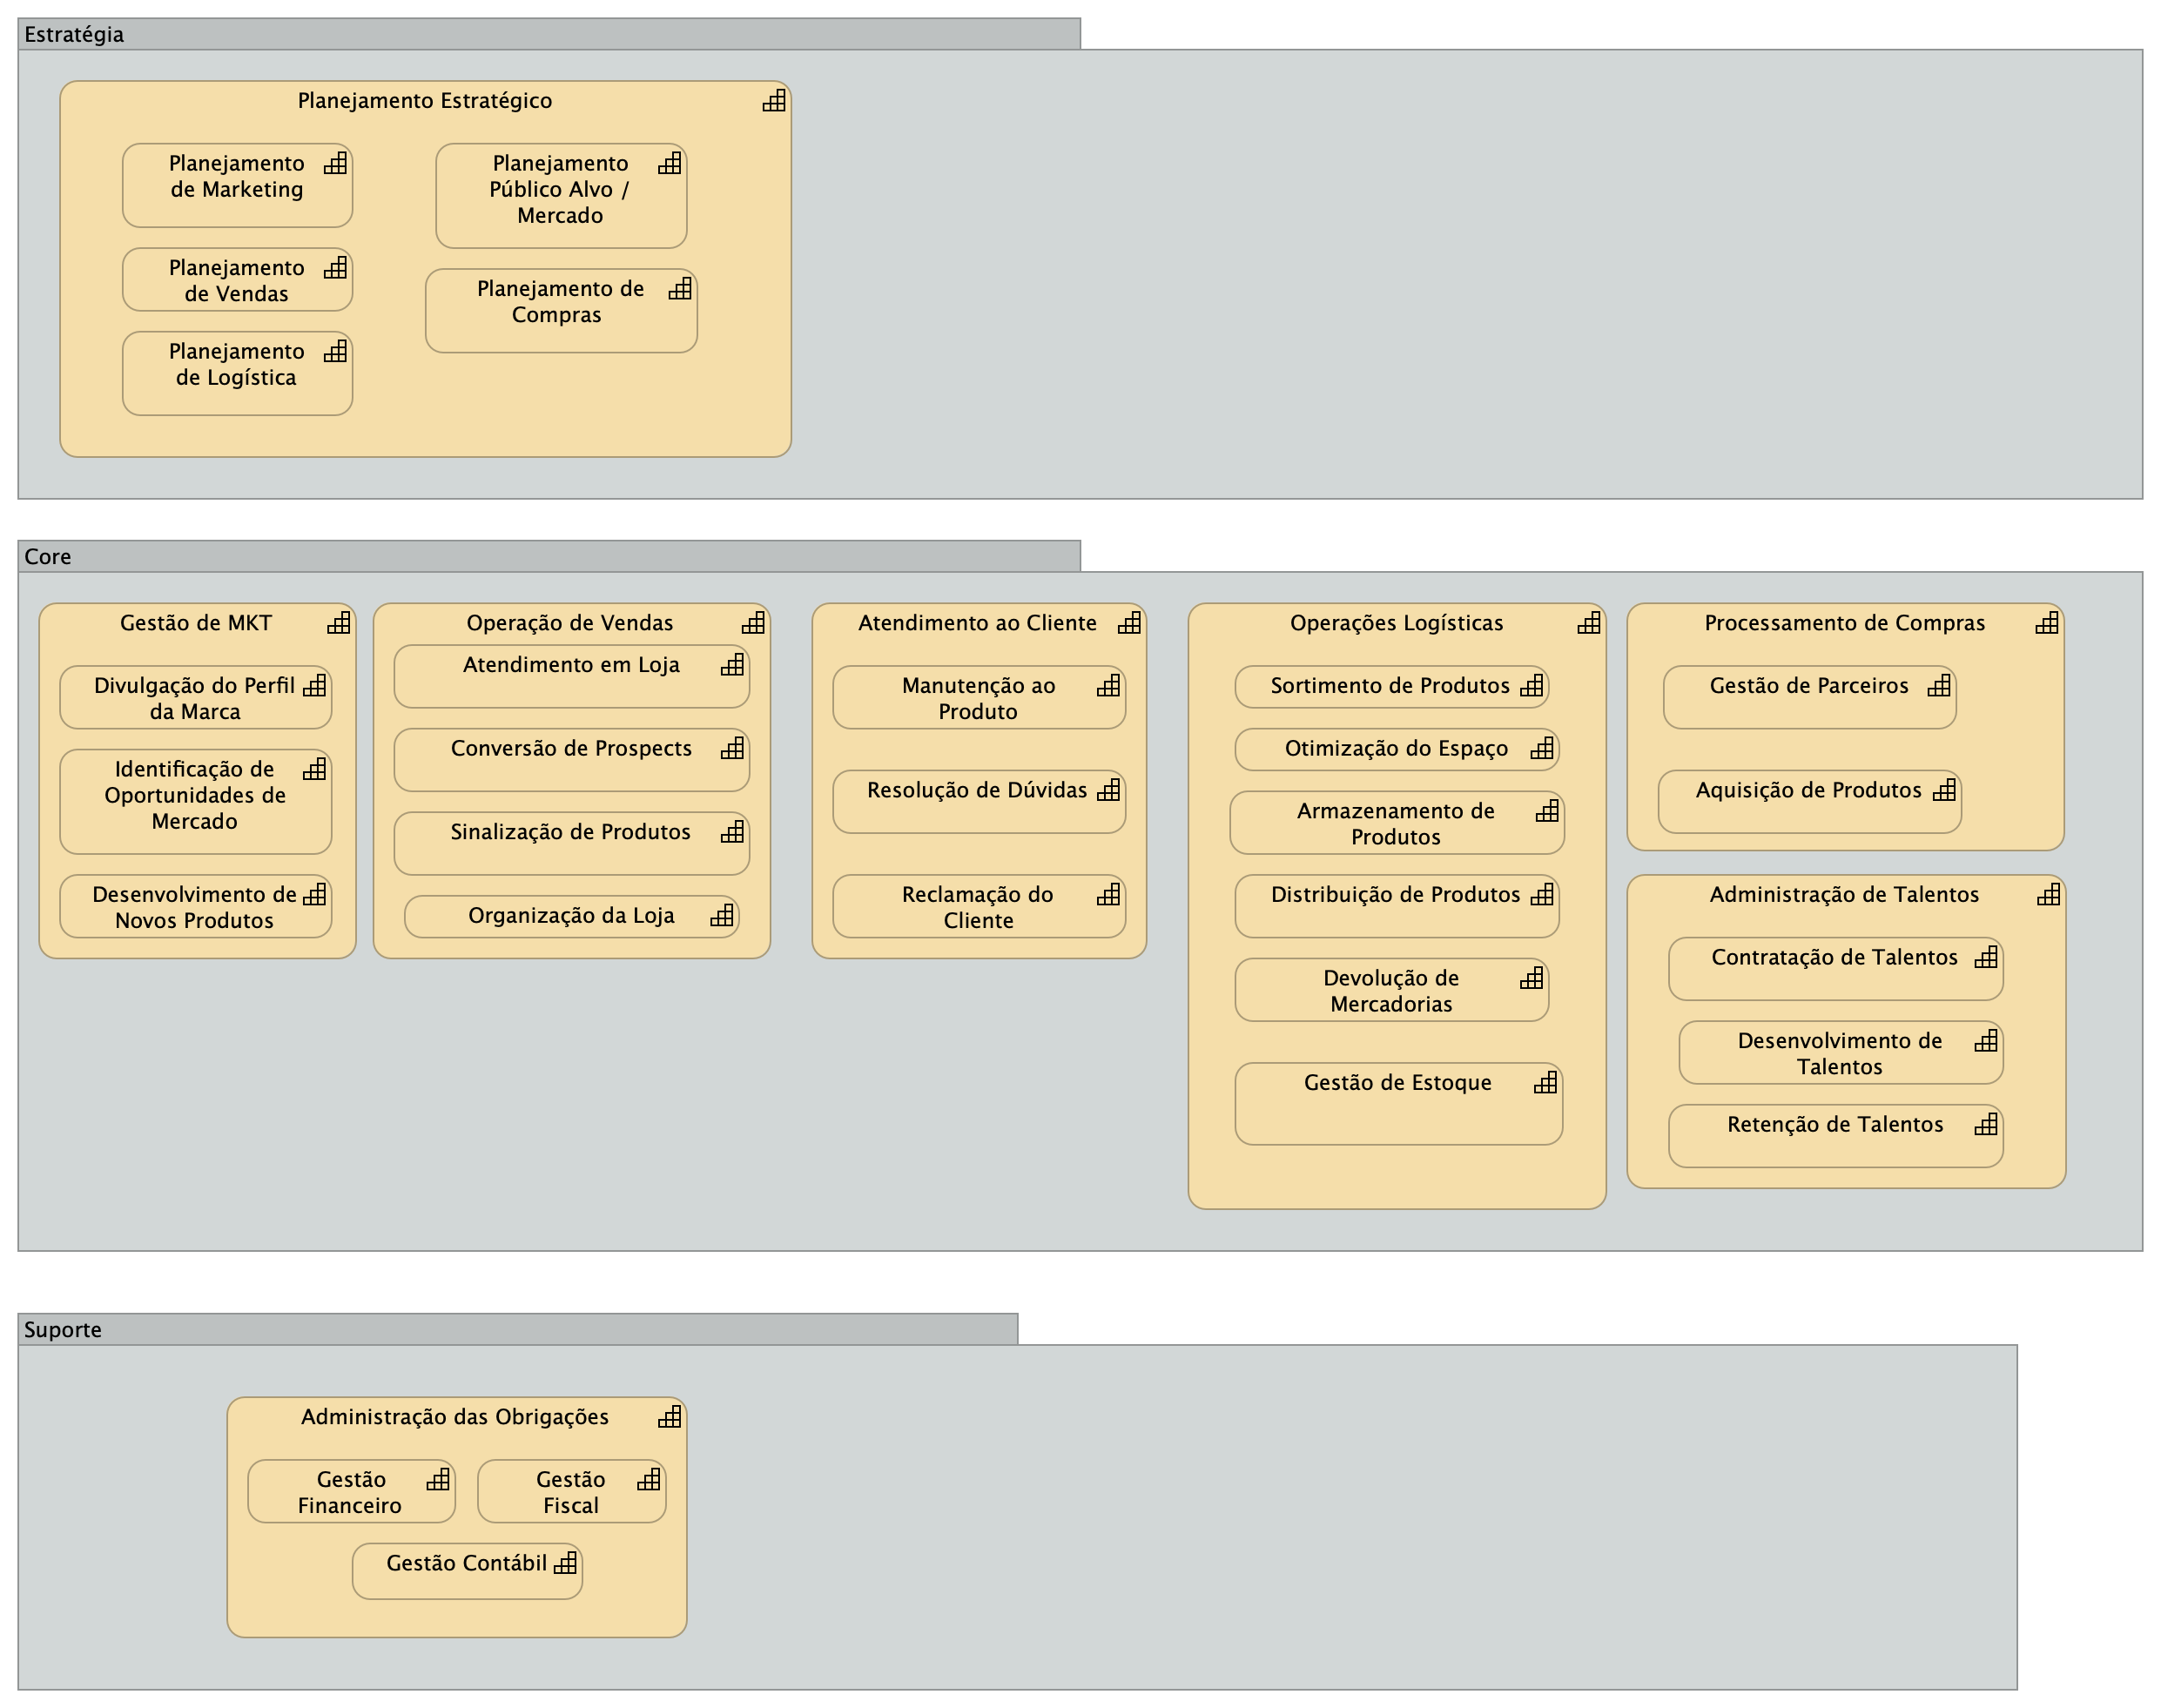 Estratégia
Planejamento Estratégico
Planejamento
de Marketing
Planejamento
Público Alvo /
Mercado
Planejamento
de Vendas
Planejamento de
Compras
Planejamento
de Logística
Core
Gestão de MKT
Divulgação do Perfil
da Marca
Identificação de
Oportunidades de
Mercado
Desenvolvimento de
Novos Produtos
Operação de Vendas
Atendimento em Loja
Conversão de Prospects
Sinalização de Produtos
Organização da Loja
Atendimento ao Cliente
Manutenção ao
Produto
Resolução de Dúvidas
Reclamação do
Cliente
Operações Logísticas
Sortimento de Produtos
Otimização do Espaço
Armazenamento de
Produtos
Distribuição de Produtos
Devolução de
Mercadorias
Gestão de Estoque
Processamento de Compras
Gestão de Parceiros
Aquisição de Produtos
Administração de Talentos
Contratação de Talentos
Desenvolvimento de
Talentos
Retenção de Talentos
Suporte
Administração das Obrigações
Gestão
Financeiro
Gestão
Fiscal
Gestão Contábil